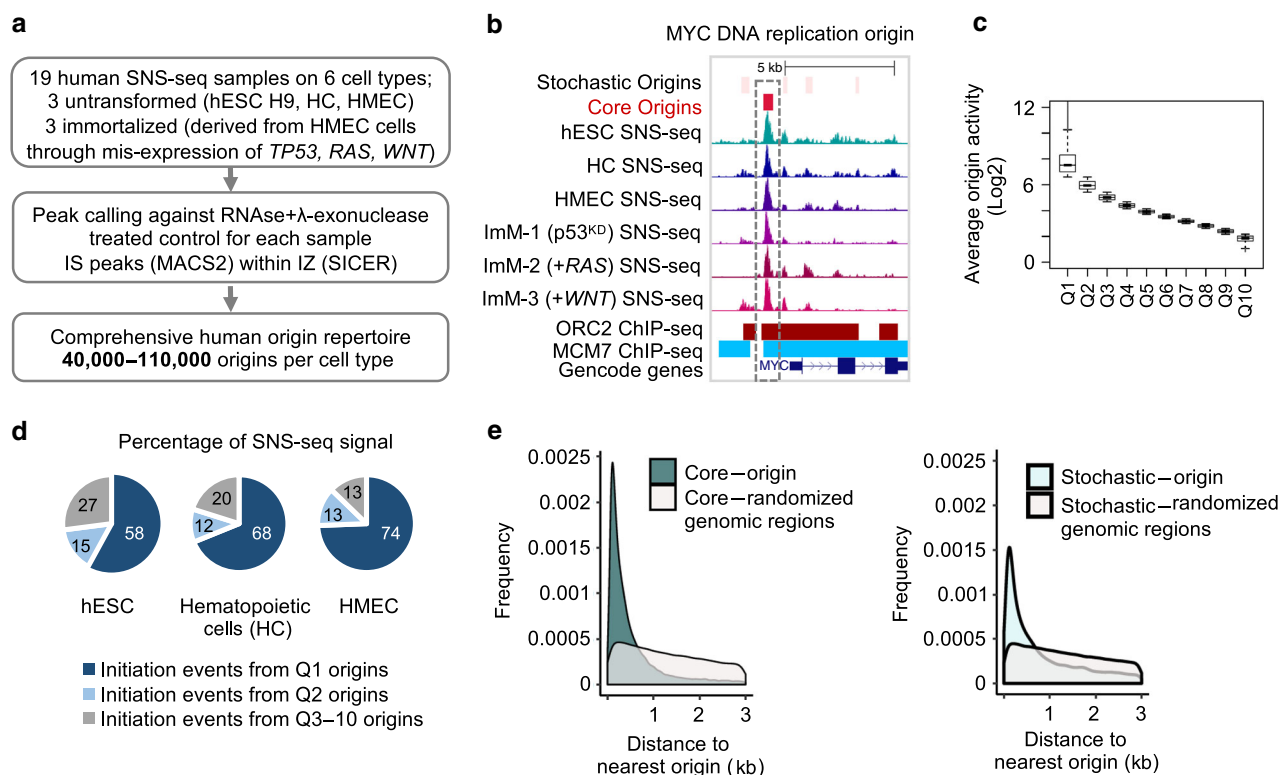 a
19 human SNS-seq samples on 6 cell types;
3 untransformed (hESC H9, HC, HMEC)
3 immortalized (derived from HMEC cells
through mis-expression of TP53, RAS, WNT)
Peak calling against RNAse+λ-exonuclease
treated control for each sample
IS peaks (MACS2) within IZ (SICER)
Comprehensive human origin repertoire
40,000–110,000 origins per cell type
b
MYC DNA replication origin
5 kb
Stochastic Origins
Core Origins
hESC SNS-seq
HC SNS-seq
HMEC SNS-seq
ImM-1 (p53KD) SNS-seq
ImM-2 (+RAS) SNS-seq
ImM-3 (+WNT) SNS-seq
ORC2 ChIP-seq
MCM7 ChIP-seq
Gencode genes
MYC
c
Average origin activity
(Log2)
12
6
0
Q1 Q2 Q3 Q4 Q5 Q6 Q7 Q8 Q9 Q10
d
Percentage of SNS-seq signal
27 15 58
20 12 68
13 13 74
hESC
Hematopoietic
cells (HC)
HMEC
Initiation events from Q1 origins
Initiation events from Q2 origins
Initiation events from Q3–10 origins
e
Frequency
0.0025
0.002
0.0015
0.001
0.0005
0
Core–origin
Core–randomized
genomic regions
1 2 3
Distance to
nearest origin (kb)
Frequency
0.0025
0.002
0.0015
0.001
0.0005
0
Stochastic–origin
Stochastic–randomized
genomic regions
1 2 3
Distance to
nearest origin (kb)